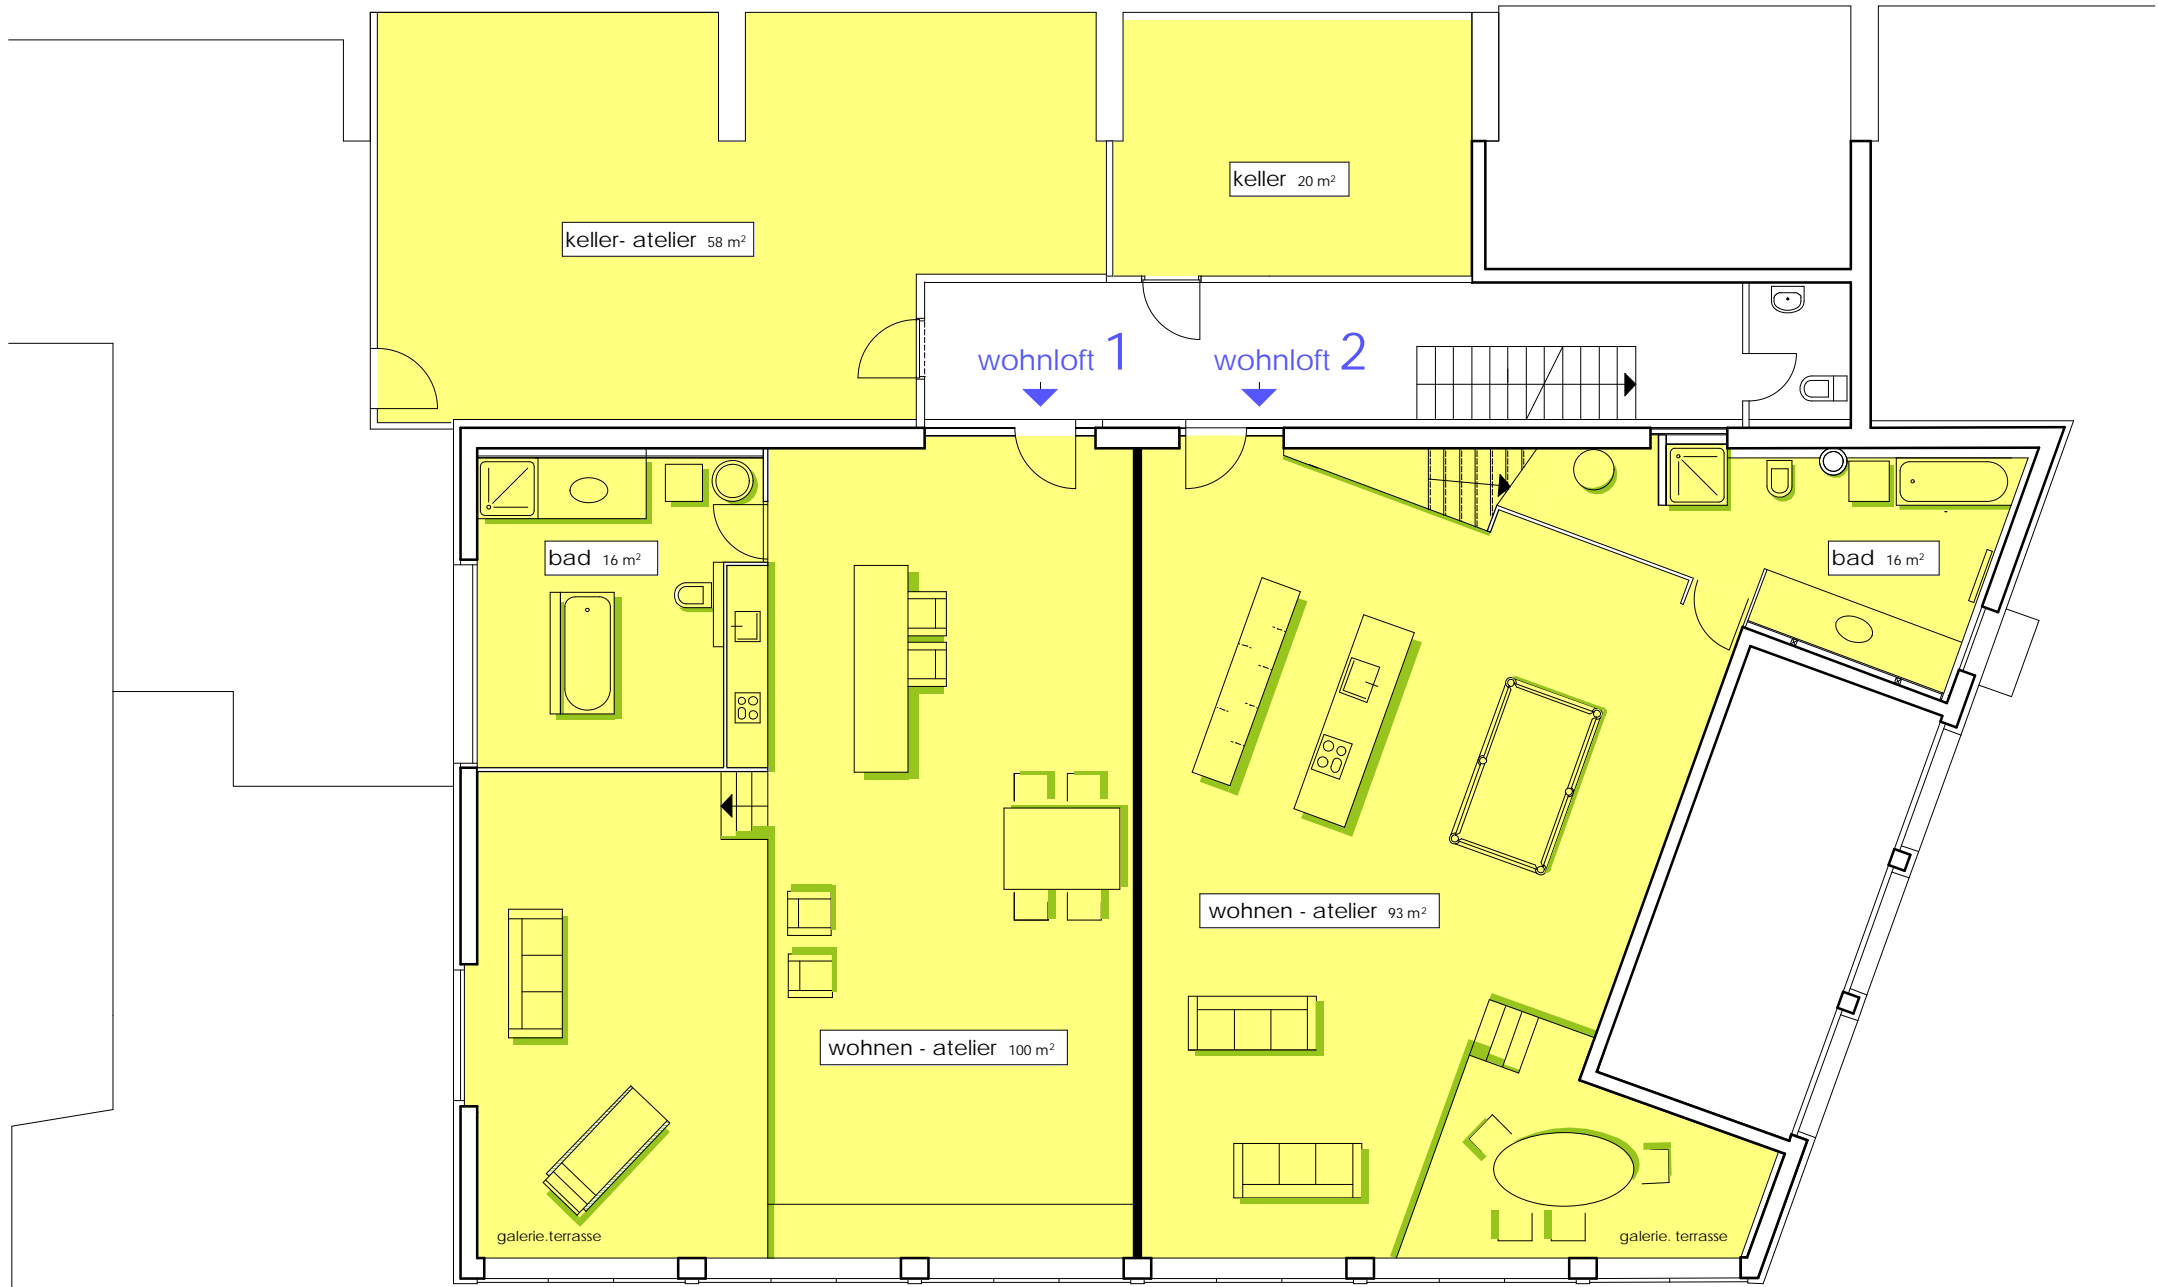 keller 20 m²
keller- atelier 58 m²
wohnloft 1
wohnloft 2
bad 16 m²
bad 16 m²
wohnen - atelier 93 m²
wohnen - atelier 100 m²
galerie.terrasse
galerie. terrasse